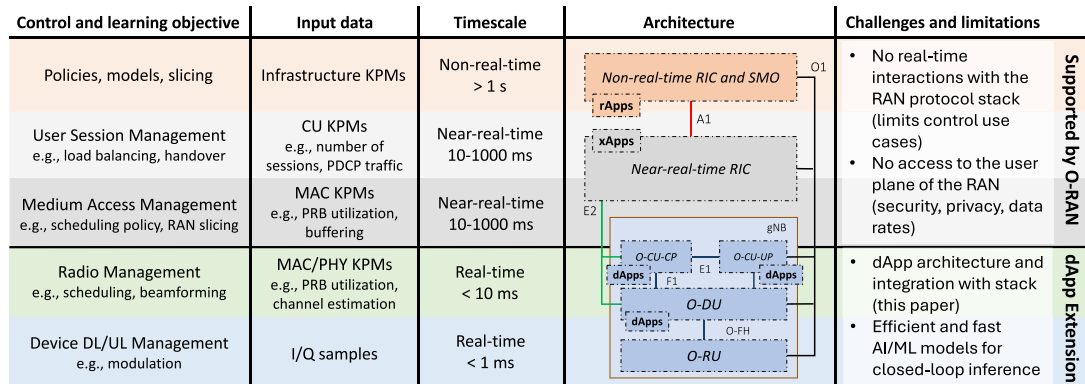 Control and learning objective
Input data
Timescale
Architecture
Challenges and limitations
Policies, models, slicing
Infrastructure KPMs
Non-real-time
> 1 s
User Session Management
e.g., load balancing, handover
CU KPMs
e.g., number of
sessions, PDCP traffic
Near-real-time
10-1000 ms
Medium Access Management
e.g., scheduling policy, RAN slicing
MAC KPMs
e.g., PRB utilization,
buffering
Near-real-time
10-1000 ms
Radio Management
e.g., scheduling, beamforming
MAC/PHY KPMs
e.g., PRB utilization,
channel estimation
Real-time
< 10 ms
Device DL/UL Management
e.g., modulation
I/Q samples
Real-time
< 1 ms
Non-real-time RIC and SMO
O1
rApps
A1
xApps
Near-real-time RIC
E2
gNB
O-CU-CP
O-CU-UP
E1
dApps
dApps
F1
O-DU
dApps
O-FH
O-RU
• No real-time
interactions with the
RAN protocol stack
(limits control use
cases)
• No access to the user
plane of the RAN
(security, privacy, data
rates)
• dApp architecture and
integration with stack
(this paper)
• Efficient and fast
AI/ML models for
closed-loop inference
Supported by O-RAN
dApp Extension